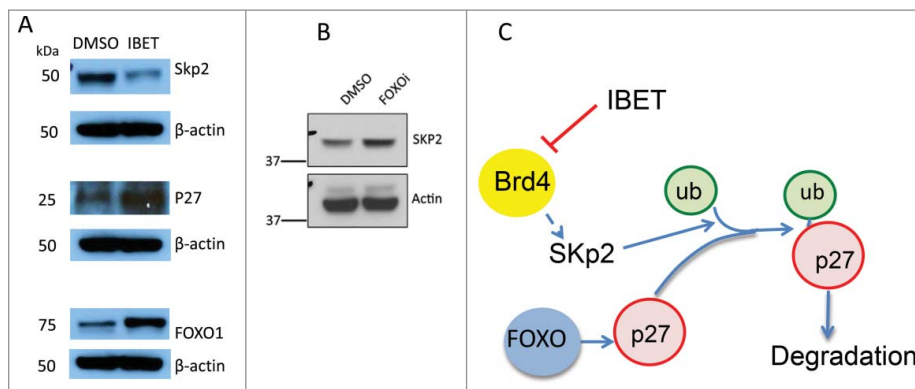 A
kDa
DMSO IBET
50
Skp2
50
β-actin
25
P27
50
β-actin
75
FOXO1
50
β-actin
B
DMSO
FOXOi
SKP2
37
Actin
37
C
IBET
Brd4
ub
ub
SKp2
p27
FOXO
p27
Degradation